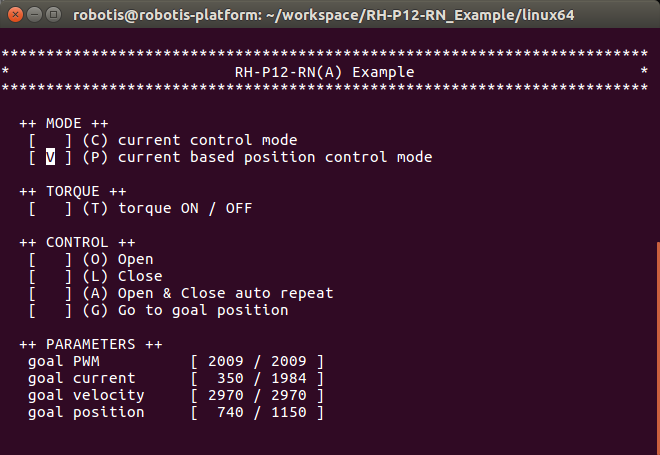 robotis@robotis-platform: ~/workspace/RH-P12-RN_Example/linux64
************************************************************************
*                         RH-P12-RN(A) Example                         *
************************************************************************
++ MODE ++
[   ] (C) current control mode
[ V ] (P) current based position control mode
++ TORQUE ++
[   ] (T) torque ON / OFF
++ CONTROL ++
[   ] (O) Open
[   ] (L) Close
[   ] (A) Open & Close auto repeat
[   ] (G) Go to goal position
++ PARAMETERS ++
goal PWM          [ 2009 / 2009 ]
goal current      [  350 / 1984 ]
goal velocity     [ 2970 / 2970 ]
goal position     [  740 / 1150 ]